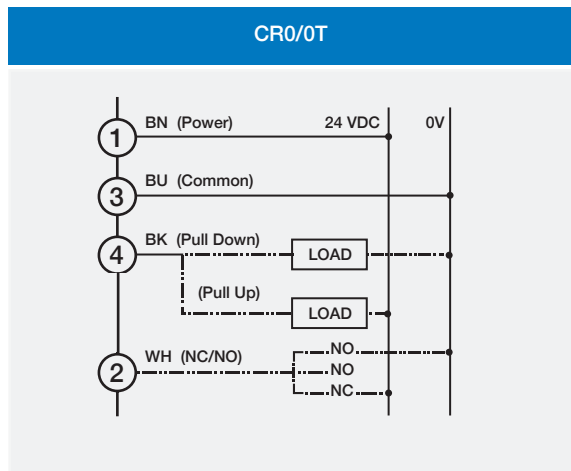 CR0/0T
1 BN (Power) 24 VDC 0V
3 BU (Common)
4 BK (Pull Down) LOAD
(Pull Up) LOAD
NO
2 WH (NC/NO)
NO
NC